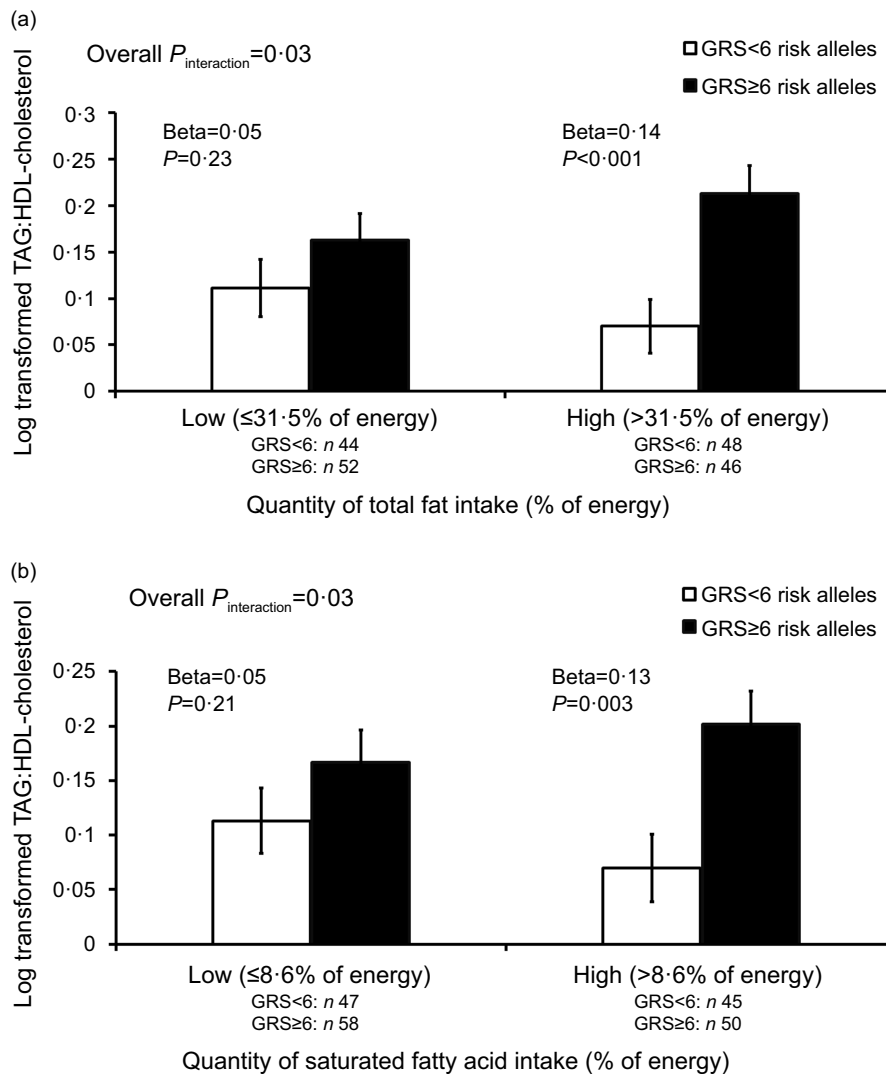 (a)
Overall Pinteraction=0·03
GRS<6 risk alleles
GRS≥6 risk alleles
Log transformed TAG:HDL-cholesterol
0·3
0·25
0·2
0·15
0·1
0·05
0
Beta=0·05
P=0·23
Beta=0·14
P<0·001
Low (≤31·5% of energy)
GRS<6: n 44
GRS≥6: n 52
High (>31·5% of energy)
GRS<6: n 48
GRS≥6: n 46
Quantity of total fat intake (% of energy)
(b)
Overall Pinteraction=0·03
GRS<6 risk alleles
GRS≥6 risk alleles
Log transformed TAG:HDL-cholesterol
0·25
0·2
0·15
0·1
0·05
0
Beta=0·05
P=0·21
Beta=0·13
P=0·003
Low (≤8·6% of energy)
GRS<6: n 47
GRS≥6: n 58
High (>8·6% of energy)
GRS<6: n 45
GRS≥6: n 50
Quantity of saturated fatty acid intake (% of energy)